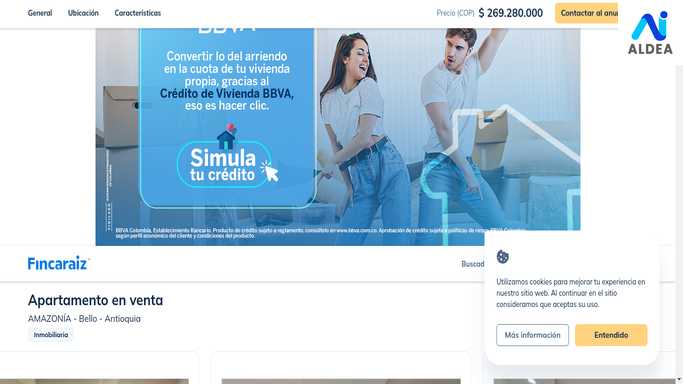 General Ubicación Características Precio (COP) $ 269.280.000 Contactar al anu
ALDEA
BBVA
Convertir lo del arriendo
en la cuota de tu vivienda
propia, gracias al
Crédito de Vivienda BBVA,
eso es hacer clic.
Simula
tu crédito
BBVA Colombia, Establecimiento Bancario. Producto de crédito sujeto a reglamento, consúltelo en www.bbva.com.co. Aprobación de crédito sujeta a políticas de riesgo BBVA Colombia,
según perfil económico del cliente y condiciones del producto.
Fincaraiz
Buscad
Apartamento en venta
AMAZONÍA - Bello - Antioquia
Inmobiliaria
Utilizamos cookies para mejorar tu experiencia en
nuestro sitio web. Al continuar en el sitio
consideramos que aceptas su uso.
Más información Entendido